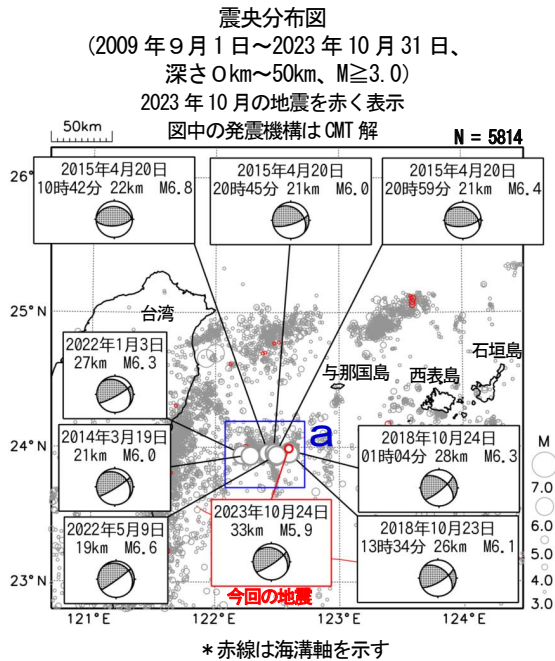 震央分布図
(2009年９月１日～2023年10月31日、
深さ０km～50km、M≧3.0)
2023年10月の地震を赤く表示
図中の発震機構はCMT解
50km
N = 5814
2015年4月20日
10時42分 22km M6.8
2015年4月20日
20時45分 21km M6.0
2015年4月20日
20時59分 21km M6.4
26°
25°N
24°N
23°N
台湾
与那国島
西表島
石垣島
2022年1月3日
27km M6.3
2014年3月19日
21km M6.0
2022年5月9日
19km M6.6
a
2023年10月24日
33km M5.9
今回の地震
2018年10月24日
01時04分 28km M6.3
2018年10月23日
13時34分 26km M6.1
M
7.0
6.0
5.0
4.0
3.0
121°E
122°E
123°E
124°E
＊赤線は海溝軸を示す